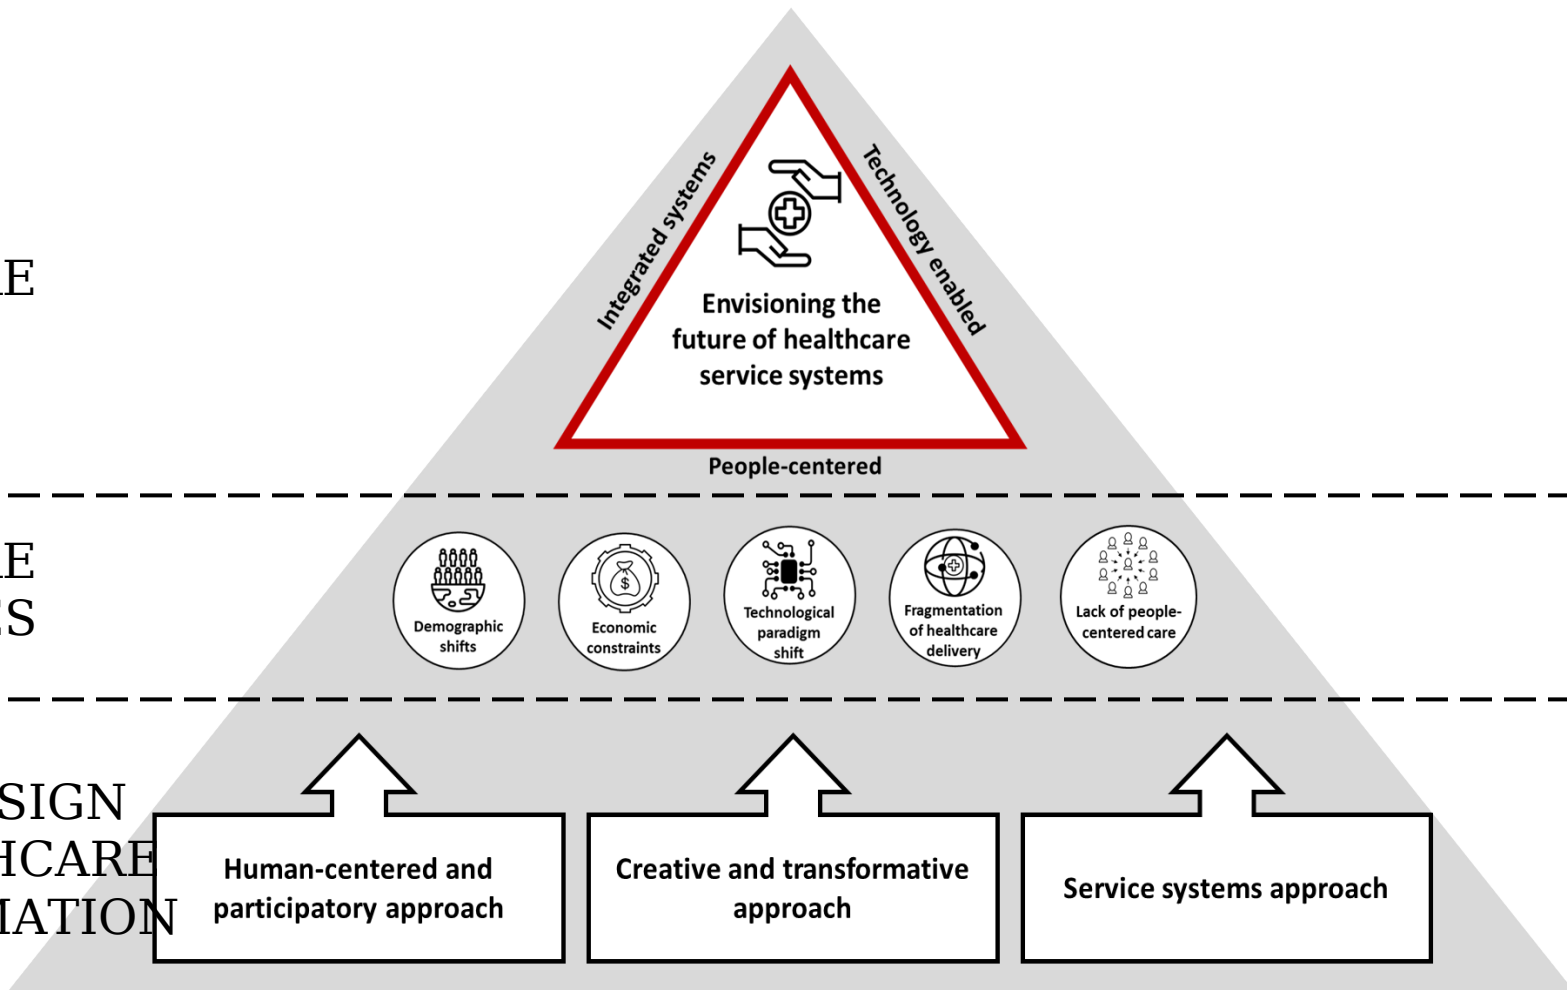 Integrated systems
Technology enabled
Envisioning the
future of healthcare
service systems
People-centered
Demographic
shifts
Economic
constraints
Technological
paradigm
shift
Fragmentation
of healthcare
delivery
Lack of people-
centered care
Human-centered and
participatory approach
Creative and transformative
approach
Service systems approach